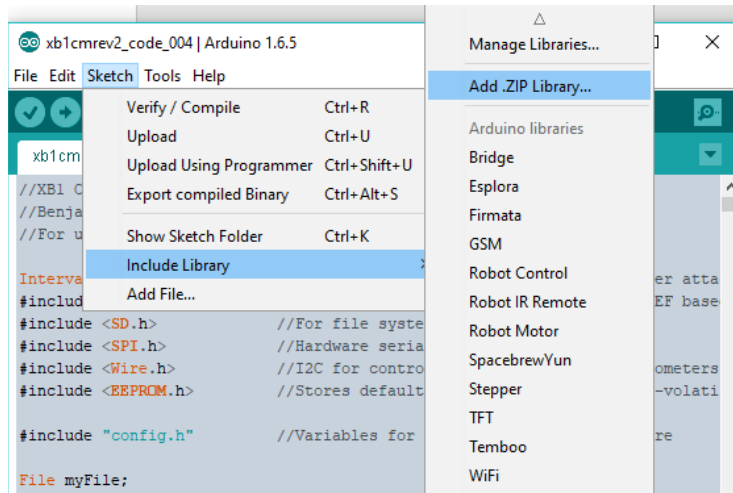 xb1cmrev2_code_004 | Arduino 1.6.5
File Edit Sketch Tools Help
Verify / Compile Ctrl+R
Upload Ctrl+U
Upload Using Programmer Ctrl+Shift+U
Export compiled Binary Ctrl+Alt+S
Show Sketch Folder Ctrl+K
Include Library
Add File...
Manage Libraries...
Add .ZIP Library...
Arduino libraries
Bridge
Esplora
Firmata
GSM
Robot Control
Robot IR Remote
Robot Motor
SpacebrewYun
Stepper
TFT
Temboo
WiFi
xb1cm
//XB1 C
//Benja
//For u
Interva er atta
#includ EF base
#include <SD.h> //For file syste
#include <SPI.h> //Hardware seria
#include <Wire.h> //I2C for contro ometers
#include <EEPROM.h> //Stores default -volati
#include "config.h" //Variables for re
File myFile;